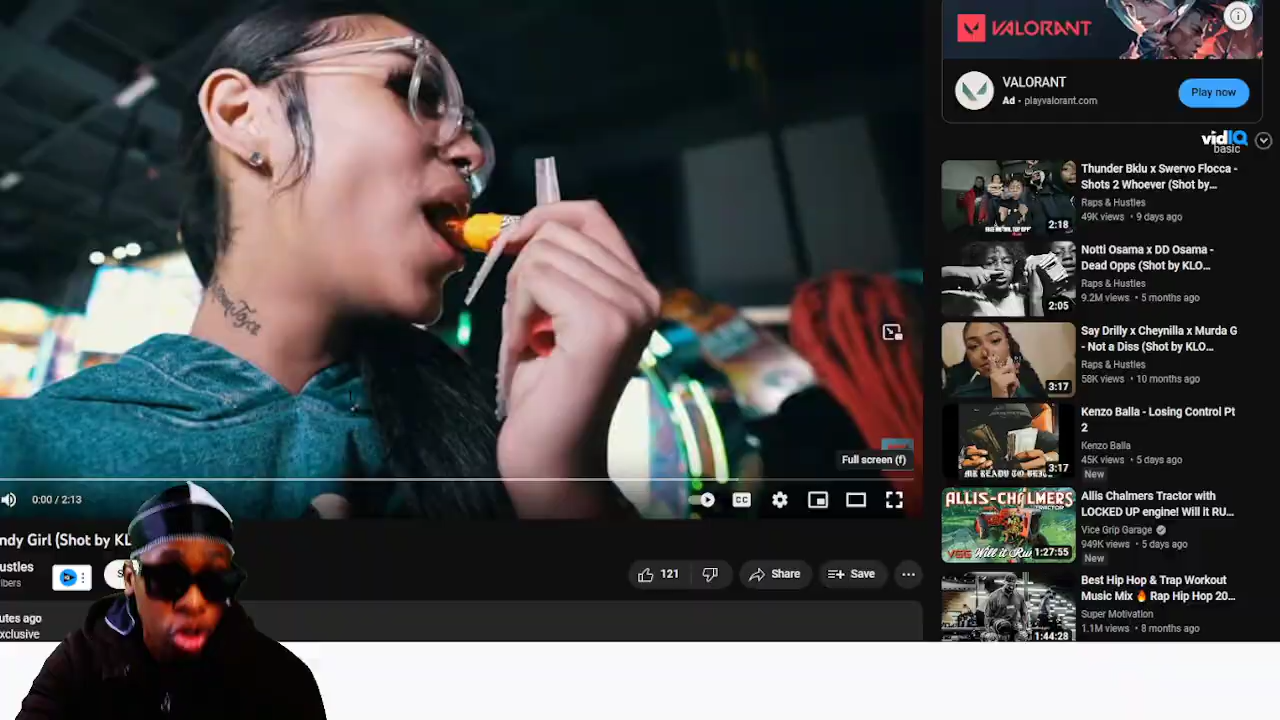 VALORANT
VALORANT
Ad · playvalorant.com
Play now
vidIQ
basic
Thunder Bklu x Swervo Flocca -
Shots 2 Whoever (Shot by...
Raps & Hustles
49K views · 9 days ago
2:18
Notti Osama x DD Osama -
Dead Opps (Shot by KLO...
Raps & Hustles
9.2M views · 5 months ago
2:05
Say Drilly x Cheynilla x Murda G
- Not a Diss (Shot by KLO...
Raps & Hustles
58K views · 10 months ago
3:17
Kenzo Balla - Losing Control Pt
2
Kenzo Balla
45K views · 5 days ago
New
3:17
ALLIS-CHALMERS
TRACTOR
VGG Will it Run
1:27:55
Allis Chalmers Tractor with
LOCKED UP engine! Will it RU...
Vice Grip Garage
949K views · 5 days ago
New
Best Hip Hop & Trap Workout
Music Mix 🔥 Rap Hip Hop 20...
Super Motivation
1.1M views · 8 months ago
1:44:28
Full screen (f)
0:00 / 2:13
CC
ndy Girl (Shot by KL
ustles
ibers
S
121
Share
Save
utes ago
xclusive